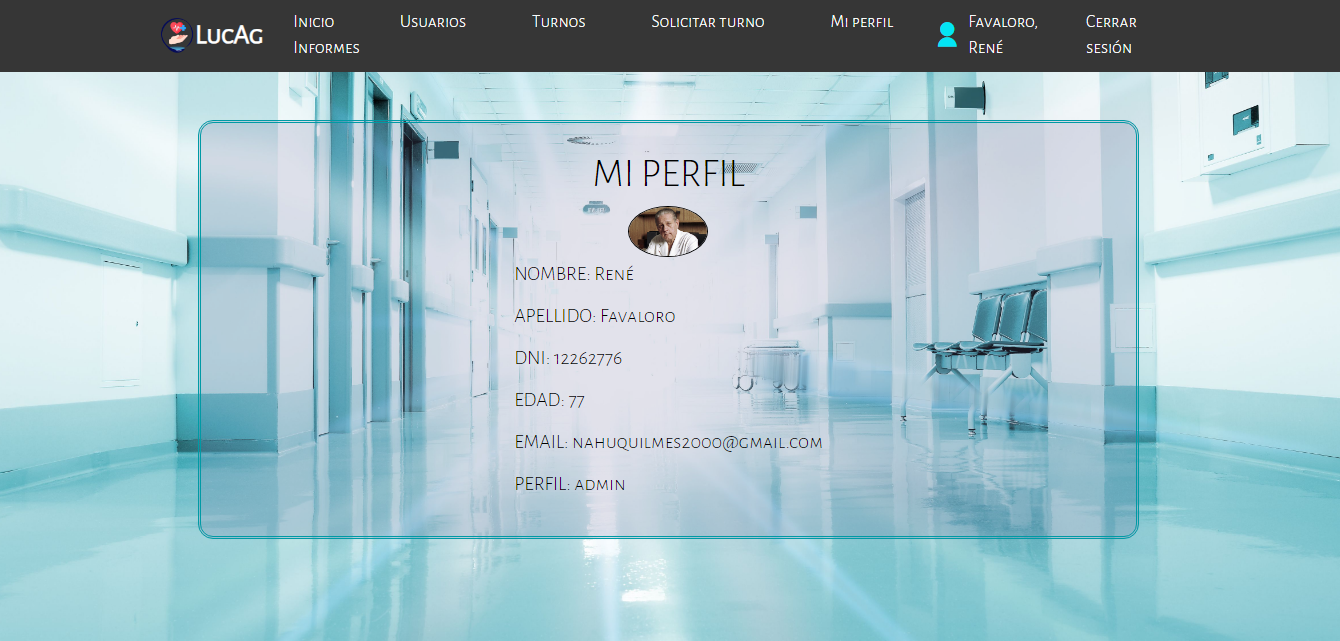 LucAg
Inicio
Usuarios
Turnos
Solicitar turno
Mi perfil
Informes
Favaloro,
René
Cerrar
sesión
MI PERFIL
NOMBRE: René
APELLIDO: Favaloro
DNI: 12262776
EDAD: 77
EMAIL: nahuquilmes2000@gmail.com
PERFIL: admin